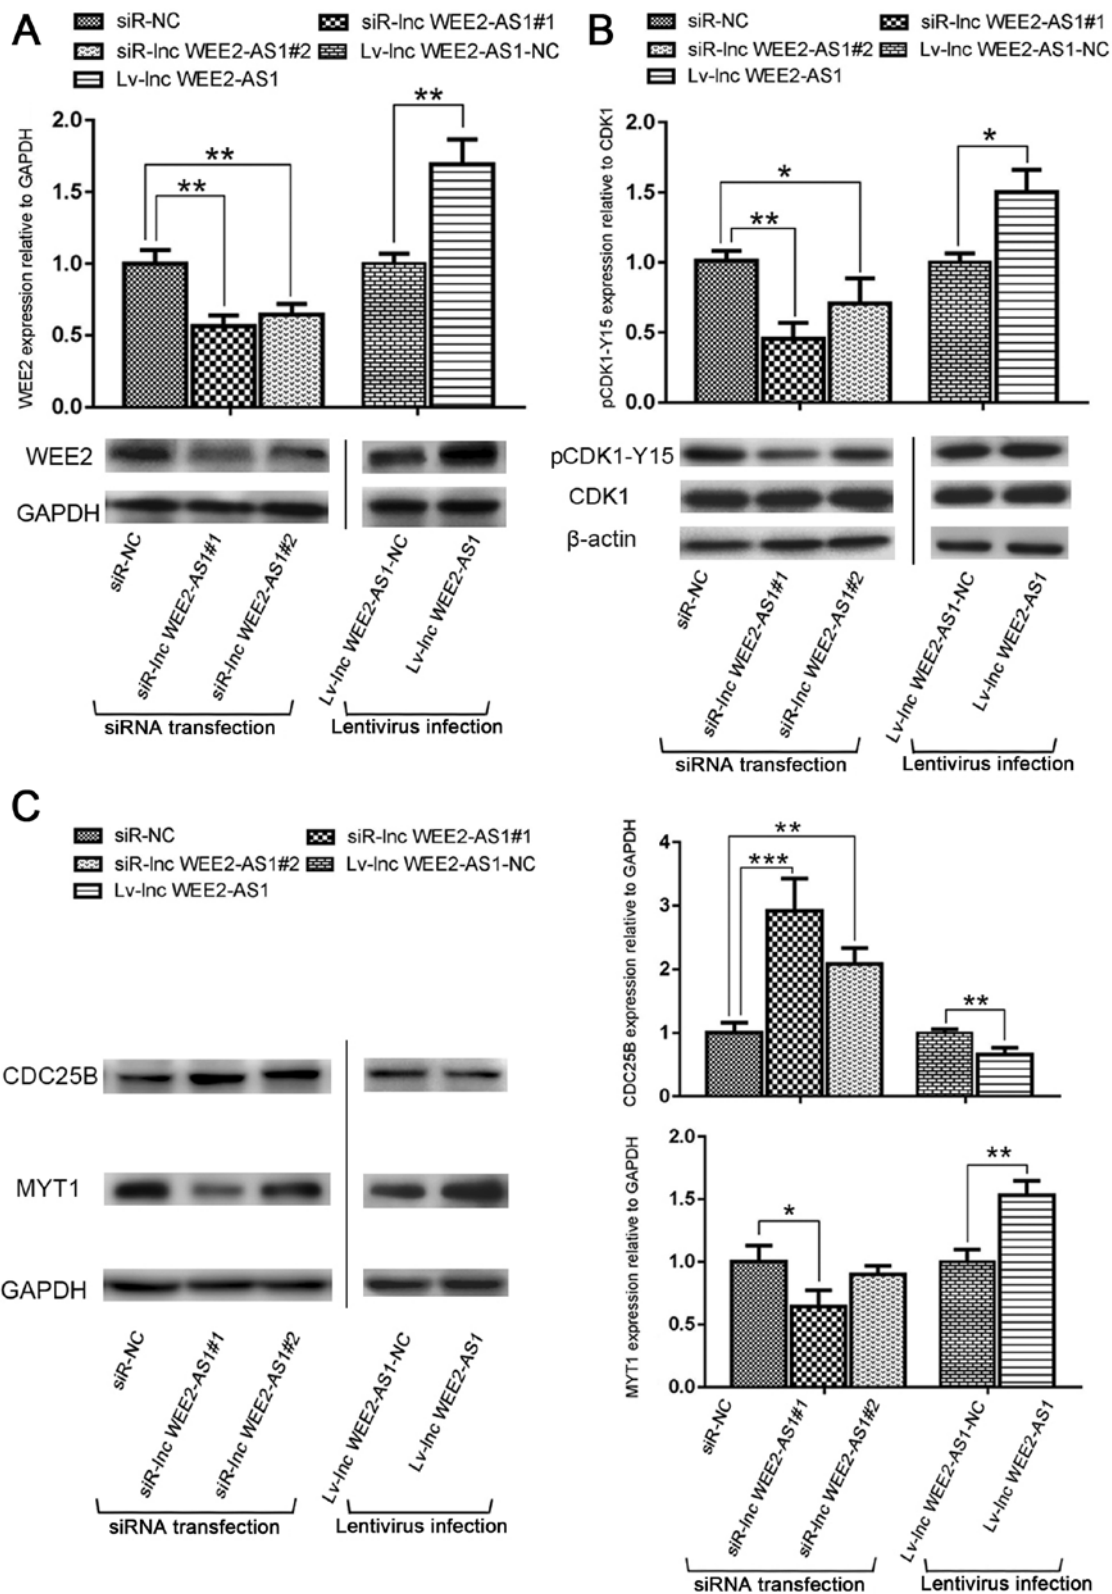 A
siR-NC
siR-lnc WEE2-AS1#1
siR-lnc WEE2-AS1#2
Lv-lnc WEE2-AS1-NC
Lv-lnc WEE2-AS1
WEE2 expression relative to GAPDH
2.0
1.5
1.0
0.5
0.0
**
**
**
WEE2
GAPDH
siR-NC
siR-lnc WEE2-AS1#1
siR-lnc WEE2-AS1#2
Lv-lnc WEE2-AS1-NC
Lv-lnc WEE2-AS1
siRNA transfection
Lentivirus infection
B
siR-NC
siR-lnc WEE2-AS1#1
siR-lnc WEE2-AS1#2
Lv-lnc WEE2-AS1-NC
Lv-lnc WEE2-AS1
pCDK1-Y15 expression relative to CDK1
2.0
1.5
1.0
0.5
0.0
*
**
*
pCDK1-Y15
CDK1
β-actin
siR-NC
siR-lnc WEE2-AS1#1
siR-lnc WEE2-AS1#2
Lv-lnc WEE2-AS1-NC
Lv-lnc WEE2-AS1
siRNA transfection
Lentivirus infection
C
siR-NC
siR-lnc WEE2-AS1#1
siR-lnc WEE2-AS1#2
Lv-lnc WEE2-AS1-NC
Lv-lnc WEE2-AS1
CDC25B
MYT1
GAPDH
siR-NC
siR-lnc WEE2-AS1#1
siR-lnc WEE2-AS1#2
Lv-lnc WEE2-AS1-NC
Lv-lnc WEE2-AS1
siRNA transfection
Lentivirus infection
CDC25B expression relative to GAPDH
4
3
2
1
0
**
***
**
MYT1 expression relative to GAPDH
2.0
1.5
1.0
0.5
0.0
*
**
siR-NC
siR-lnc WEE2-AS1#1
siR-lnc WEE2-AS1#2
Lv-lnc WEE2-AS1-NC
Lv-lnc WEE2-AS1
siRNA transfection
Lentivirus infection